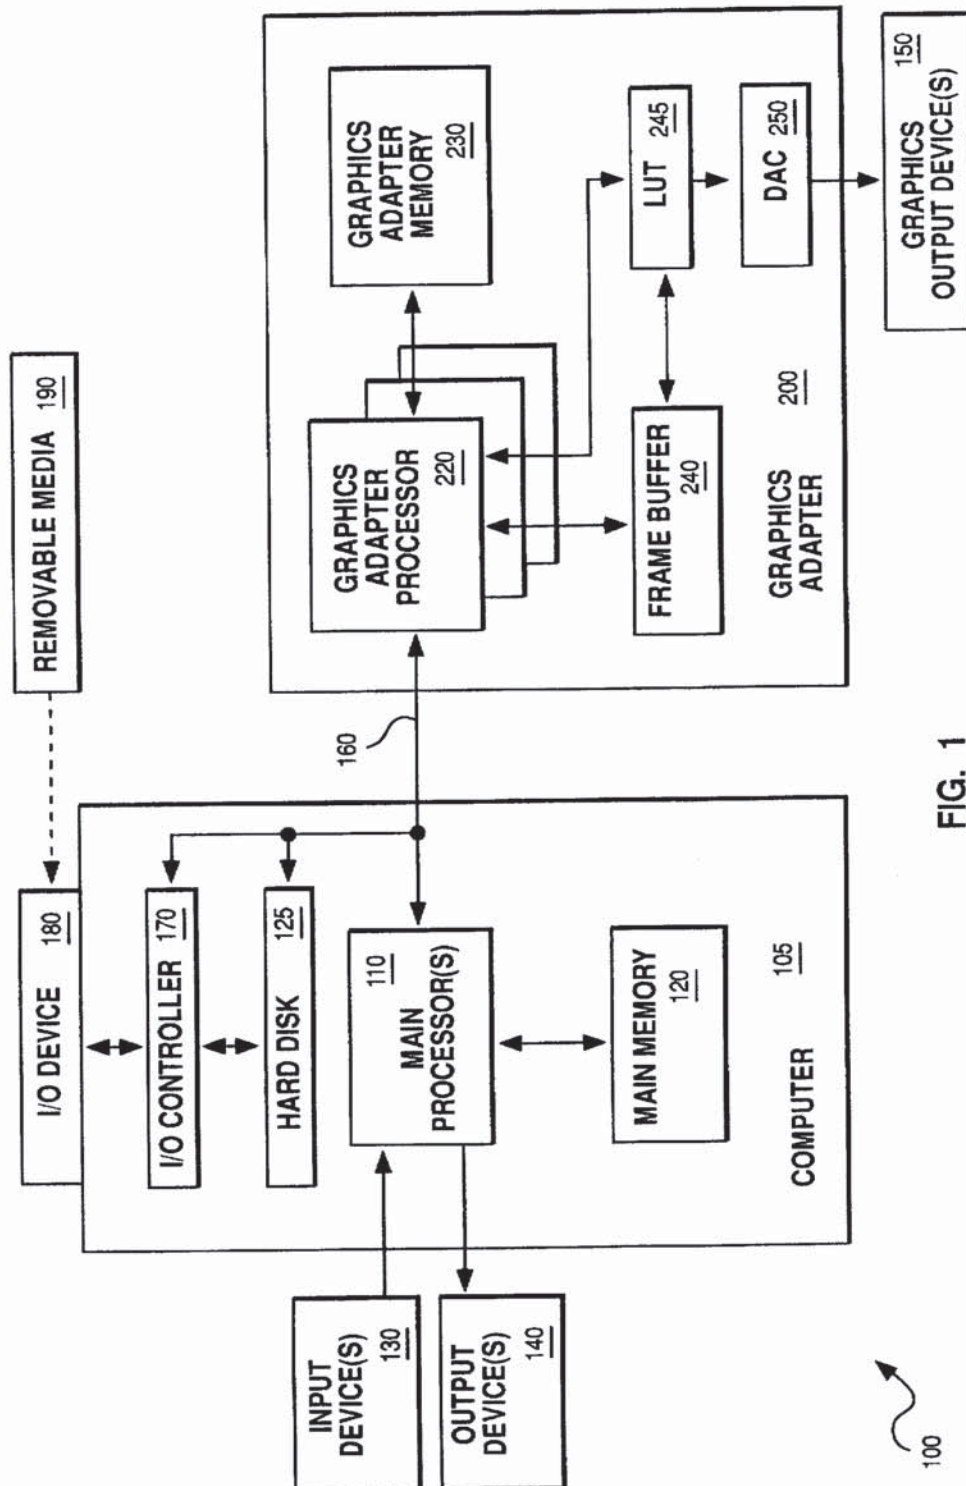 REMOVABLE MEDIA 190
I/O DEVICE 180
I/O CONTROLLER 170
HARD DISK 125
110
MAIN
PROCESSOR(S)
MAIN MEMORY
120
105
COMPUTER
INPUT
DEVICE(S)
130
OUTPUT
DEVICE(S)
140
160
GRAPHICS
ADAPTER
PROCESSOR
220
GRAPHICS
ADAPTER
MEMORY
230
FRAME BUFFER
240
LUT 245
DAC 250
200
GRAPHICS
ADAPTER
150
GRAPHICS
OUTPUT DEVICE(S)
100
FIG. 1